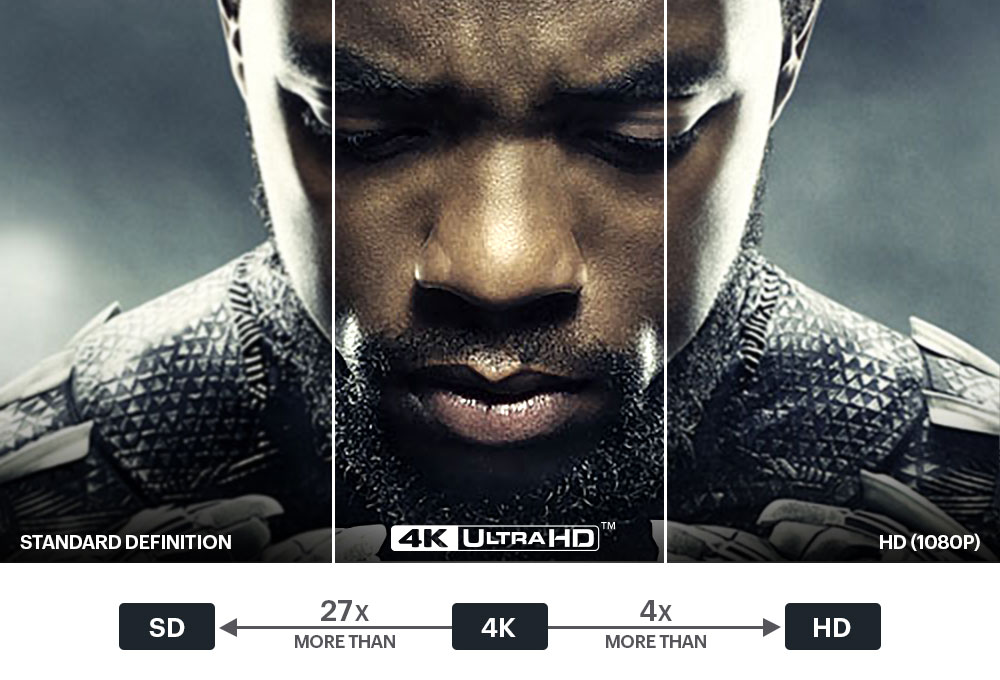 STANDARD DEFINITION
4K ULTRA HD™
HD (1080P)
27X
MORE THAN
4X
MORE THAN
SD
4K
HD